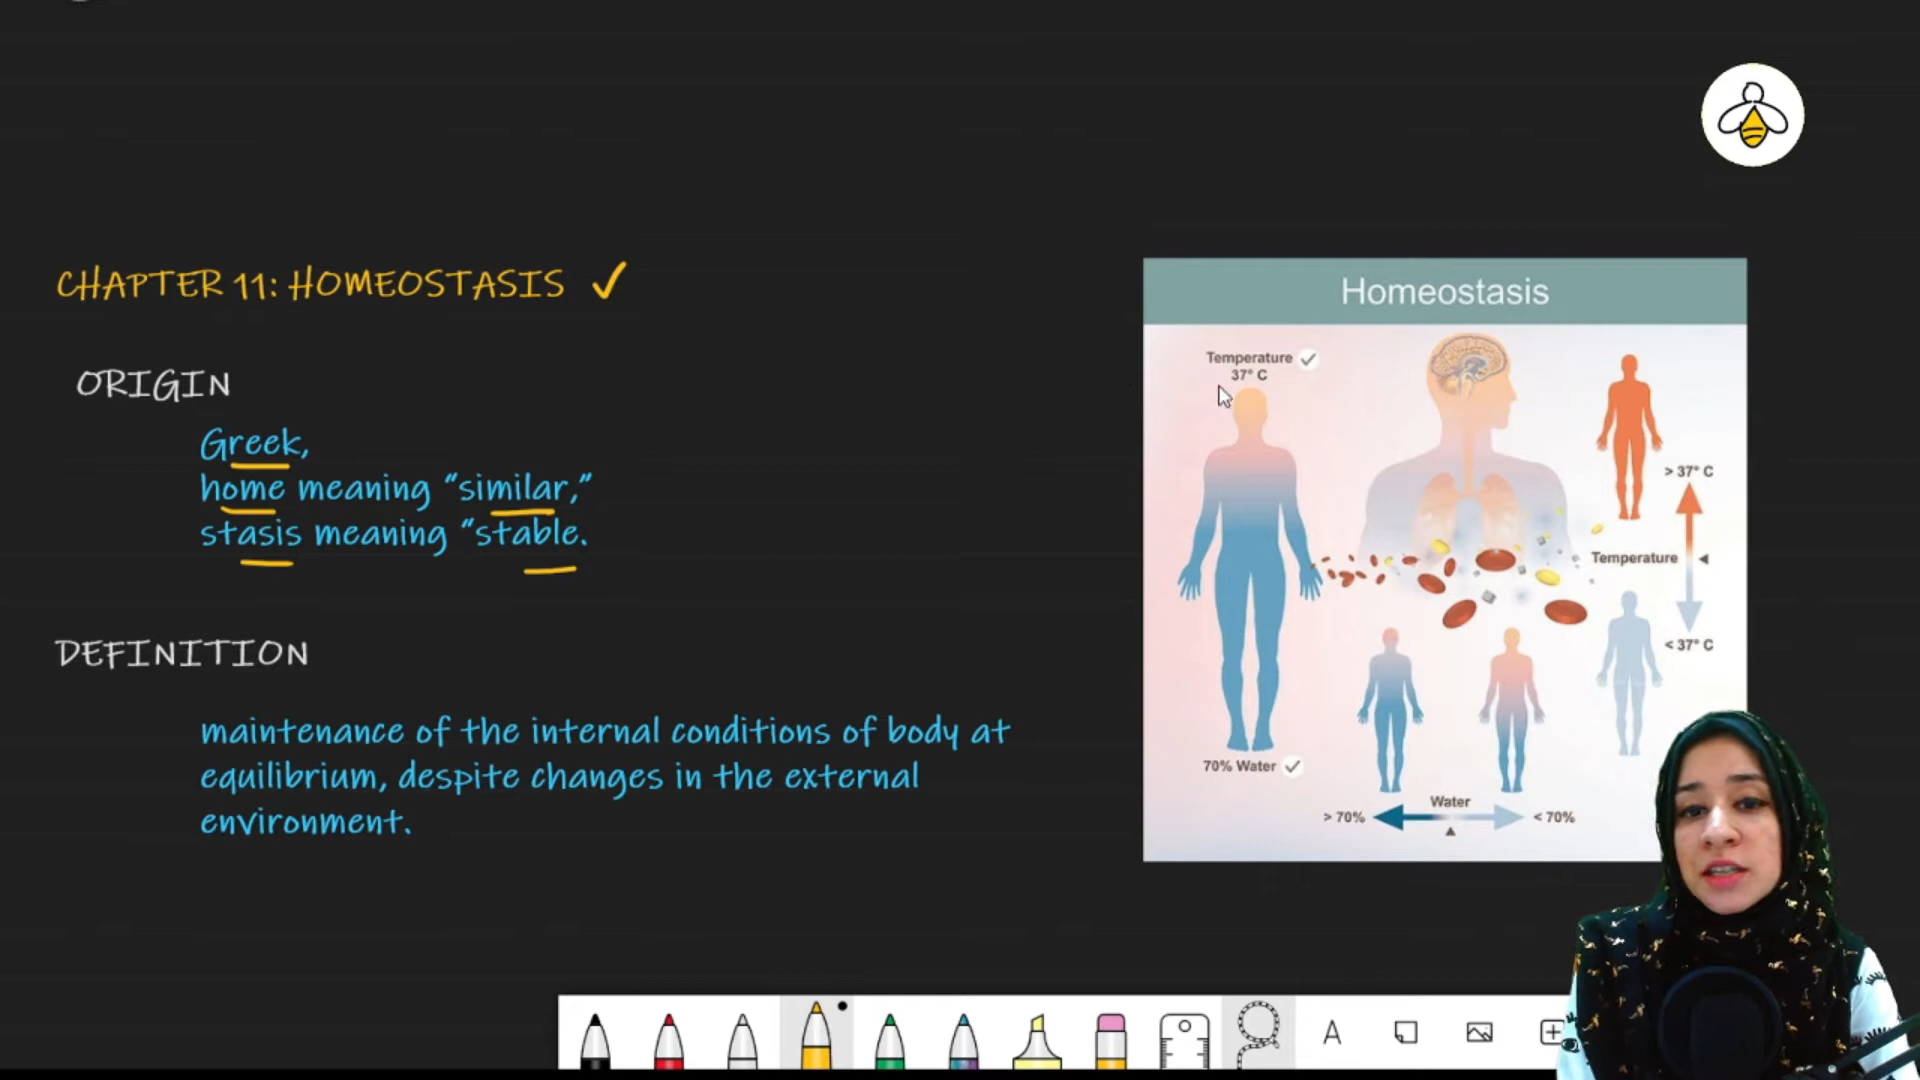 CHAPTER 11: HOMEOSTASIS
ORIGIN
Greek,
home meaning “similar,”
stasis meaning “stable.
DEFINITION
maintenance of the internal conditions of body at
equilibrium, despite changes in the external
environment.
Homeostasis
Temperature
37° C
> 37° C
Temperature
< 37° C
70% Water
Water
> 70%
< 70%
A